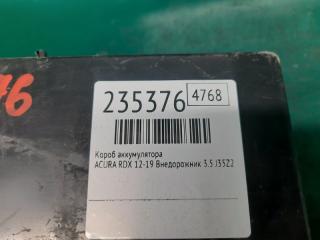 76
235376 4768
Короб аккумулятора
ACURA RDX 12-19 Внедорожник 3.5 J35Z2